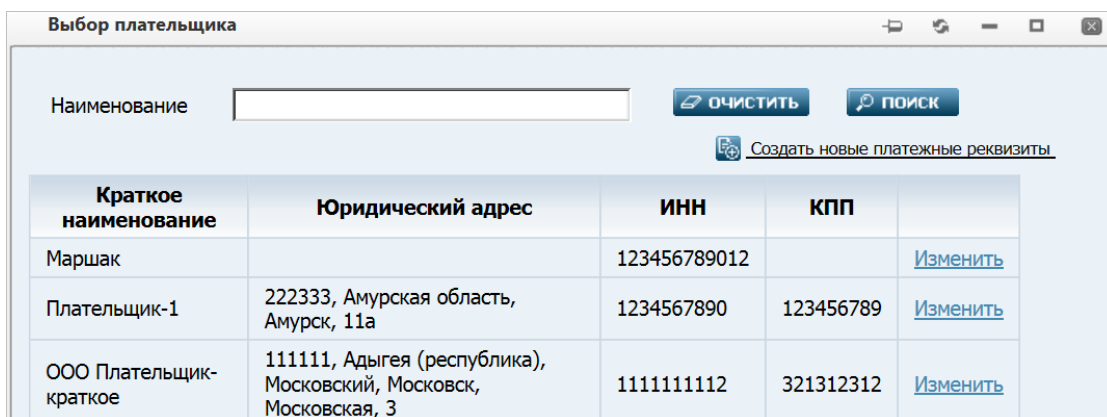 Выбор плательщика
Наименование ОЧИСТИТЬ ПОИСК
Создать новые платежные реквизиты
Краткое наименование Юридический адрес ИНН КПП
Маршак 123456789012 Изменить
Плательщик-1 222333, Амурская область, Амурск, 11а 1234567890 123456789 Изменить
ООО Плательщик-краткое 111111, Адыгея (республика), Московский, Московск, Московская, 3 1111111112 321312312 Изменить